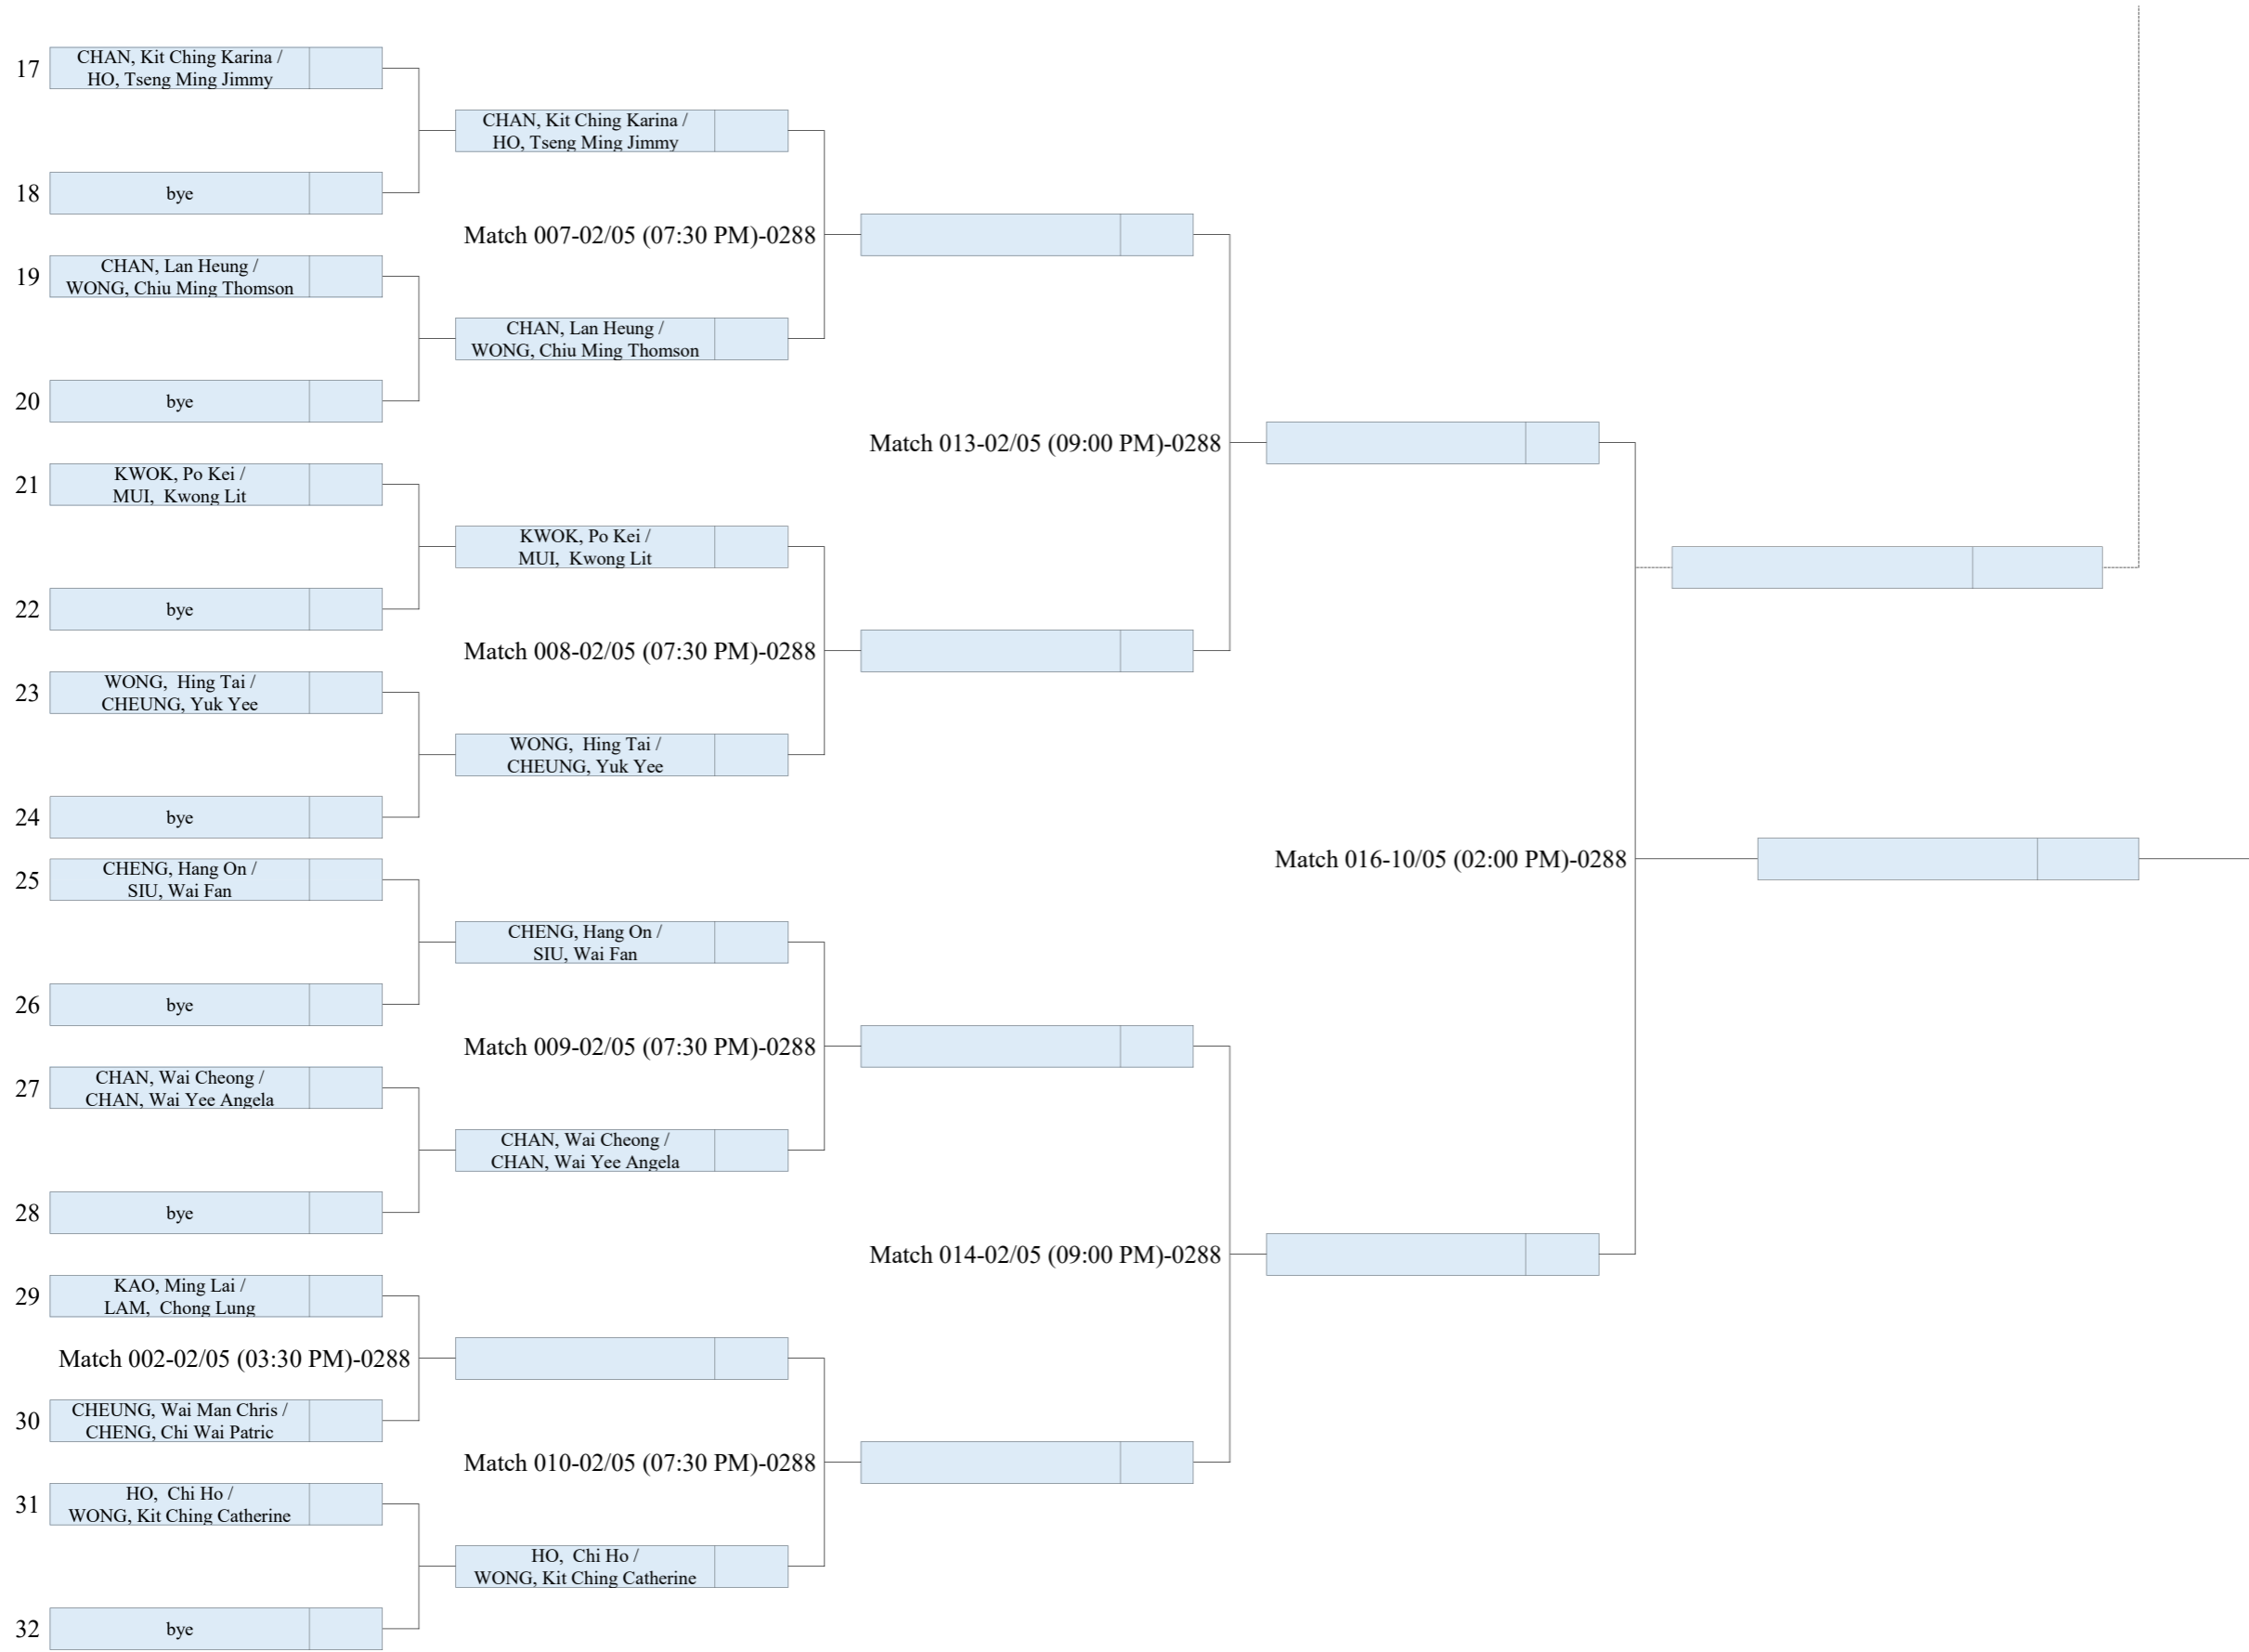 17
CHAN, Kit Ching Karina /
HO, Tseng Ming Jimmy
CHAN, Kit Ching Karina /
HO, Tseng Ming Jimmy
18
bye
Match 007-02/05 (07:30 PM)-0288
19
CHAN, Lan Heung /
WONG, Chiu Ming Thomson
CHAN, Lan Heung /
WONG, Chiu Ming Thomson
20
bye
Match 013-02/05 (09:00 PM)-0288
21
KWOK, Po Kei /
MUI, Kwong Lit
KWOK, Po Kei /
MUI, Kwong Lit
22
bye
Match 008-02/05 (07:30 PM)-0288
23
WONG, Hing Tai /
CHEUNG, Yuk Yee
WONG, Hing Tai /
CHEUNG, Yuk Yee
24
bye
Match 016-10/05 (02:00 PM)-0288
25
CHENG, Hang On /
SIU, Wai Fan
CHENG, Hang On /
SIU, Wai Fan
26
bye
Match 009-02/05 (07:30 PM)-0288
27
CHAN, Wai Cheong /
CHAN, Wai Yee Angela
CHAN, Wai Cheong /
CHAN, Wai Yee Angela
28
bye
Match 014-02/05 (09:00 PM)-0288
29
KAO, Ming Lai /
LAM, Chong Lung
Match 002-02/05 (03:30 PM)-0288
30
CHEUNG, Wai Man Chris /
CHENG, Chi Wai Patric
Match 010-02/05 (07:30 PM)-0288
31
HO, Chi Ho /
WONG, Kit Ching Catherine
HO, Chi Ho /
WONG, Kit Ching Catherine
32
bye